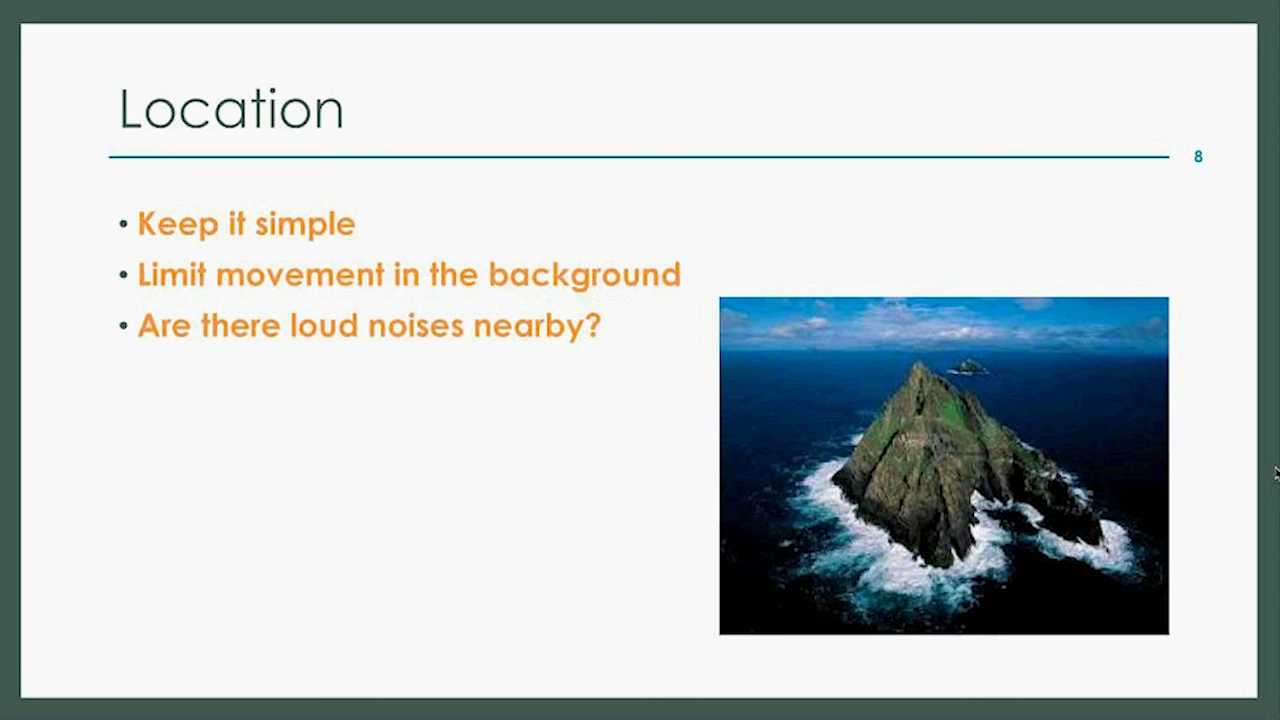 Location
8
• Keep it simple
• Limit movement in the background
• Are there loud noises nearby?